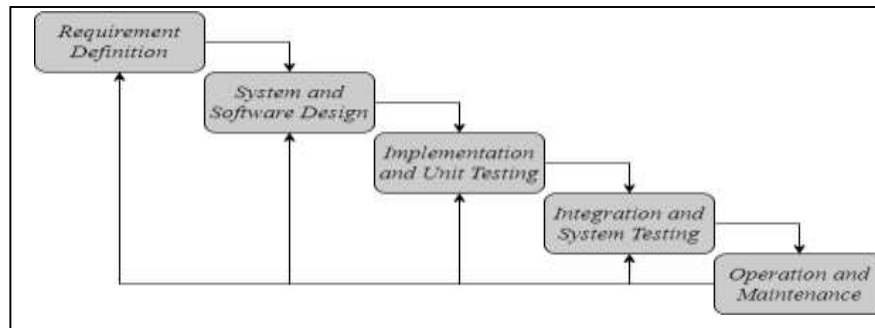 Requirement
Definition
System and
Software Design
Implementation
and Unit Testing
Integration and
System Testing
Operation and
Maintenance